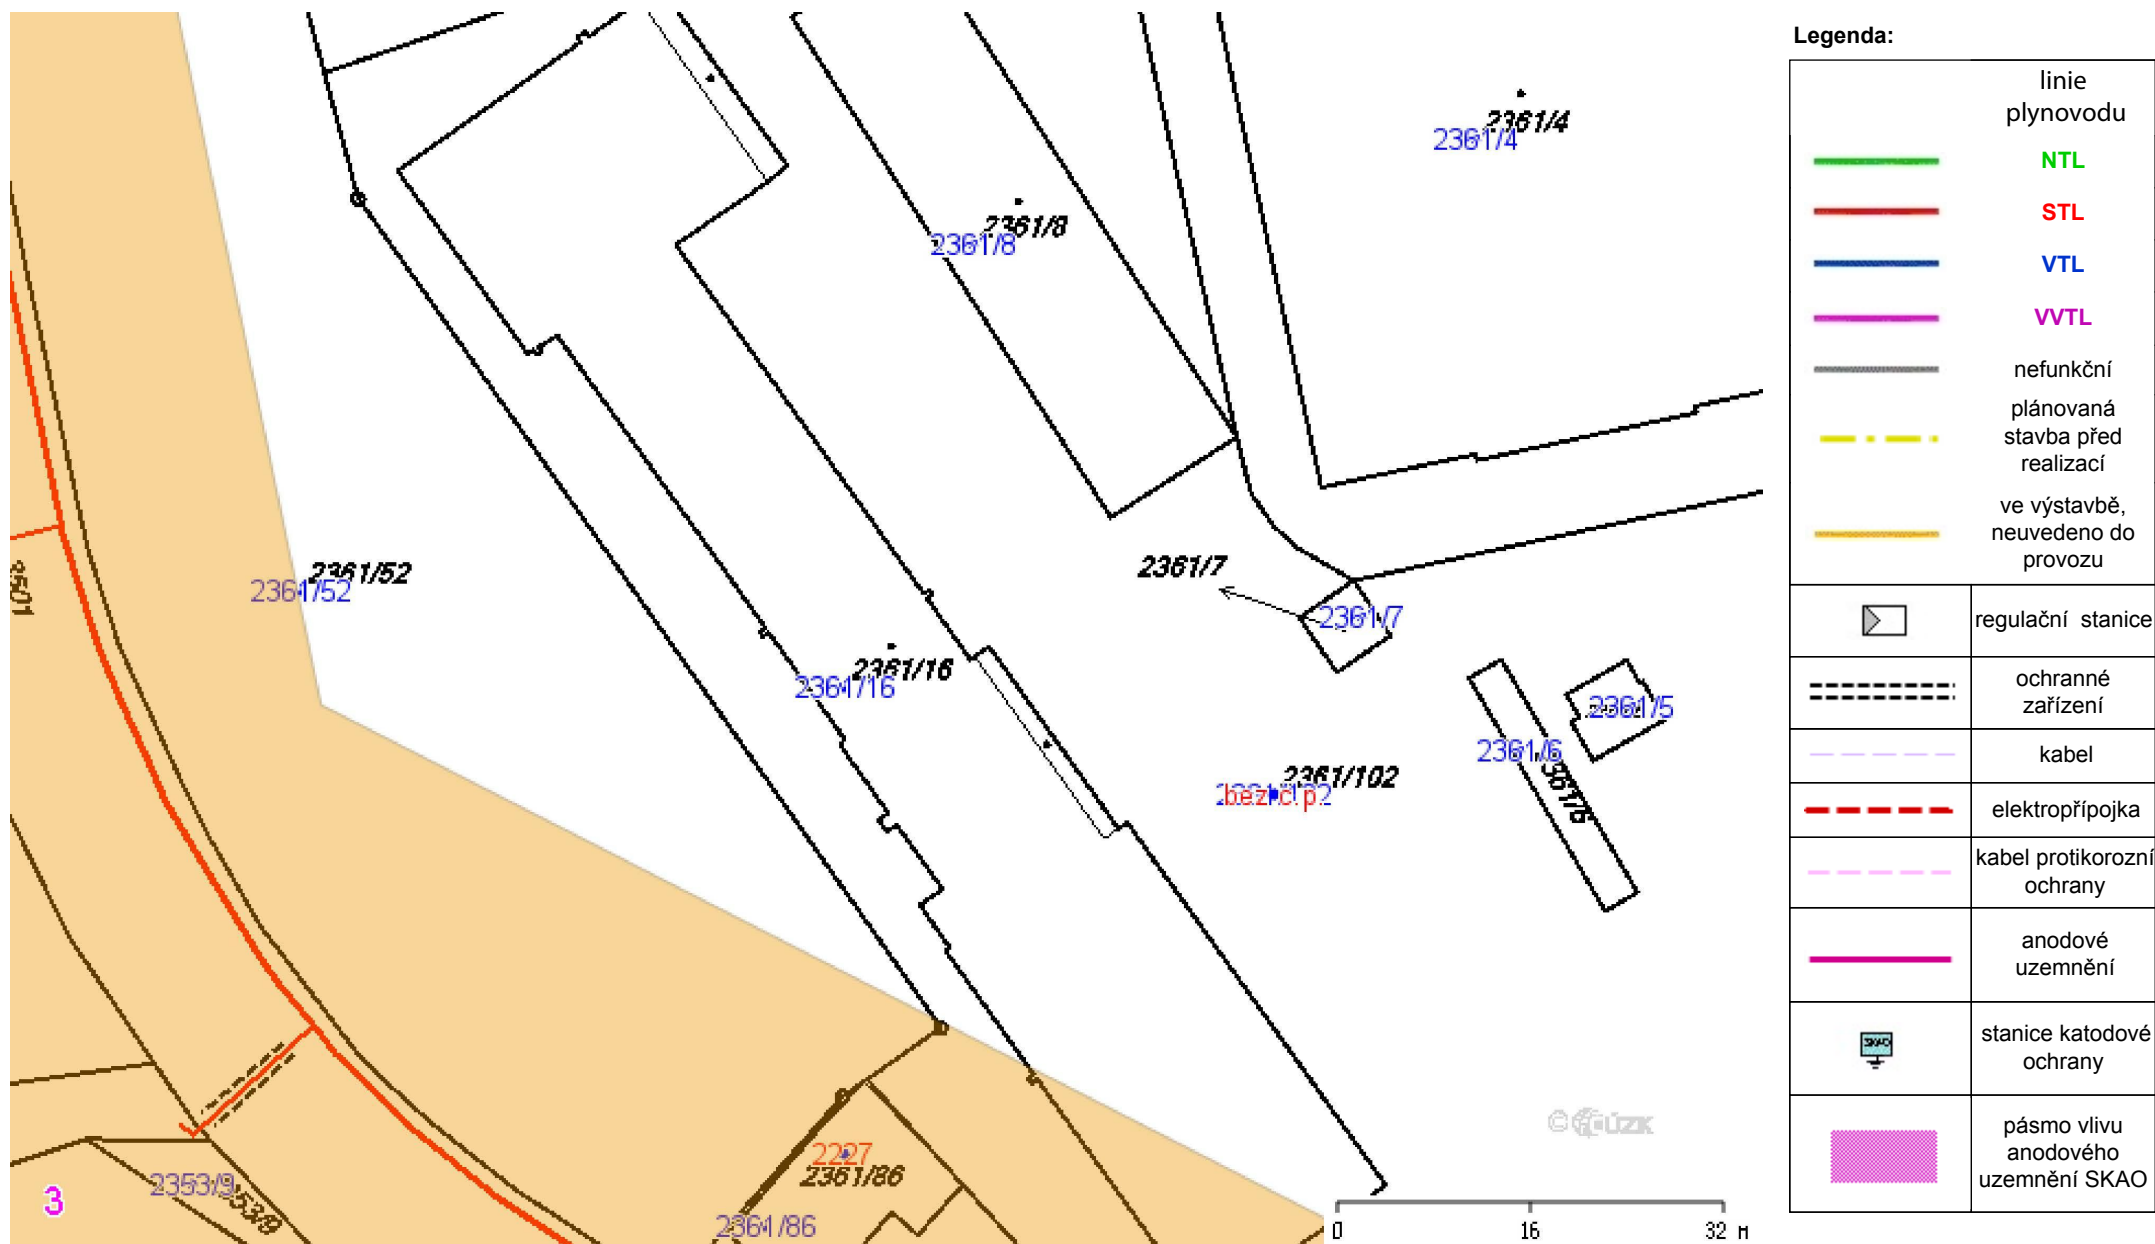 2361/4
2361/4
2361/8
2361/8
2361/52
2361/52
3501
2361/7
2361/7
2361/16
2361/16
2361/5
2361/6
2361/102
bez č.p.
2227
2361/86
2361/86
2353/9
3
0 16 32 M
Legenda:
linie
plynovodu
NTL
STL
VTL
VVTL
nefunkční
plánovaná
stavba před
realizací
ve výstavbě,
neuvedeno do
provozu
regulační stanice
ochranné
zařízení
kabel
elektropřípojka
kabel protikorozní
ochrany
anodové
uzemnění
SKAO
stanice katodové
ochrany
pásmo vlivu
anodového
uzemnění SKAO